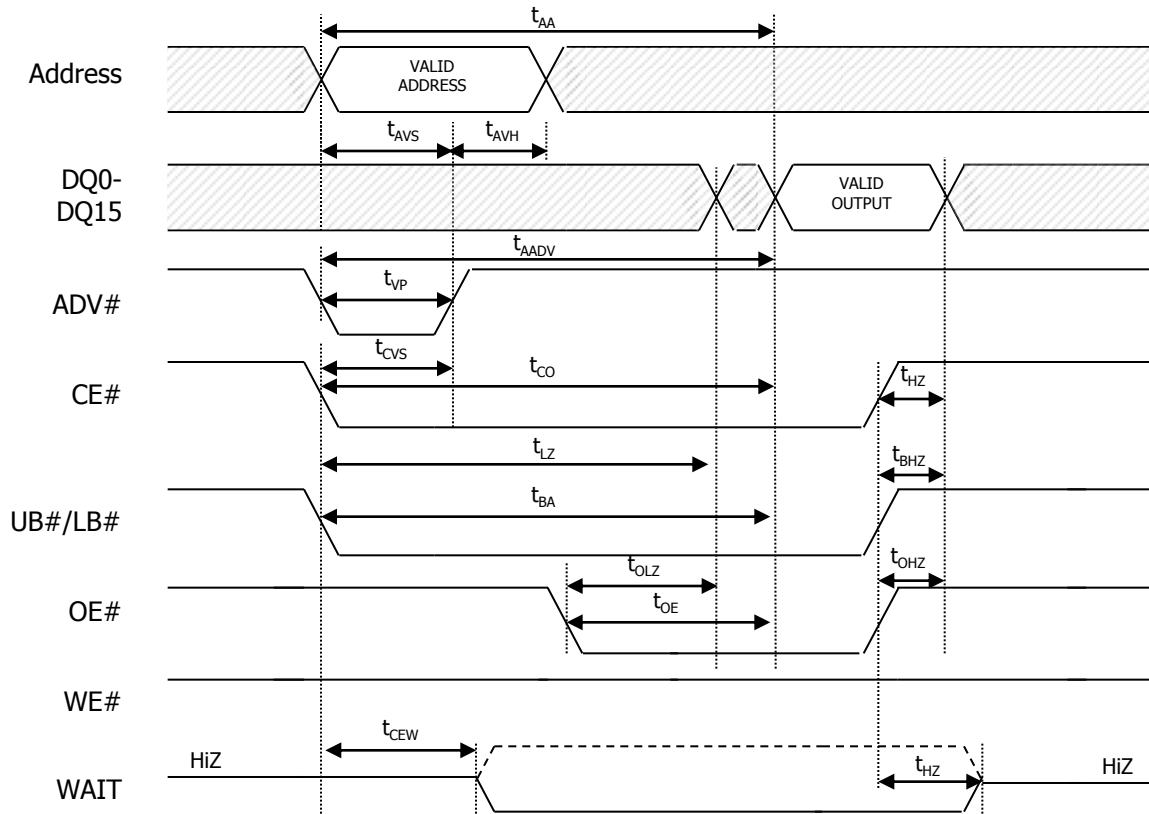 tAA
Address
VALID
ADDRESS
tAVS
tAVH
DQ0-
DQ15
VALID
OUTPUT
tAADV
ADV#
tVP
tCVS
tCO
tHZ
CE#
tLZ
tBHZ
UB#/LB#
tBA
tOLZ
tOHZ
OE#
tOE
WE#
tCEW
HiZ
HiZ
tHZ
WAIT